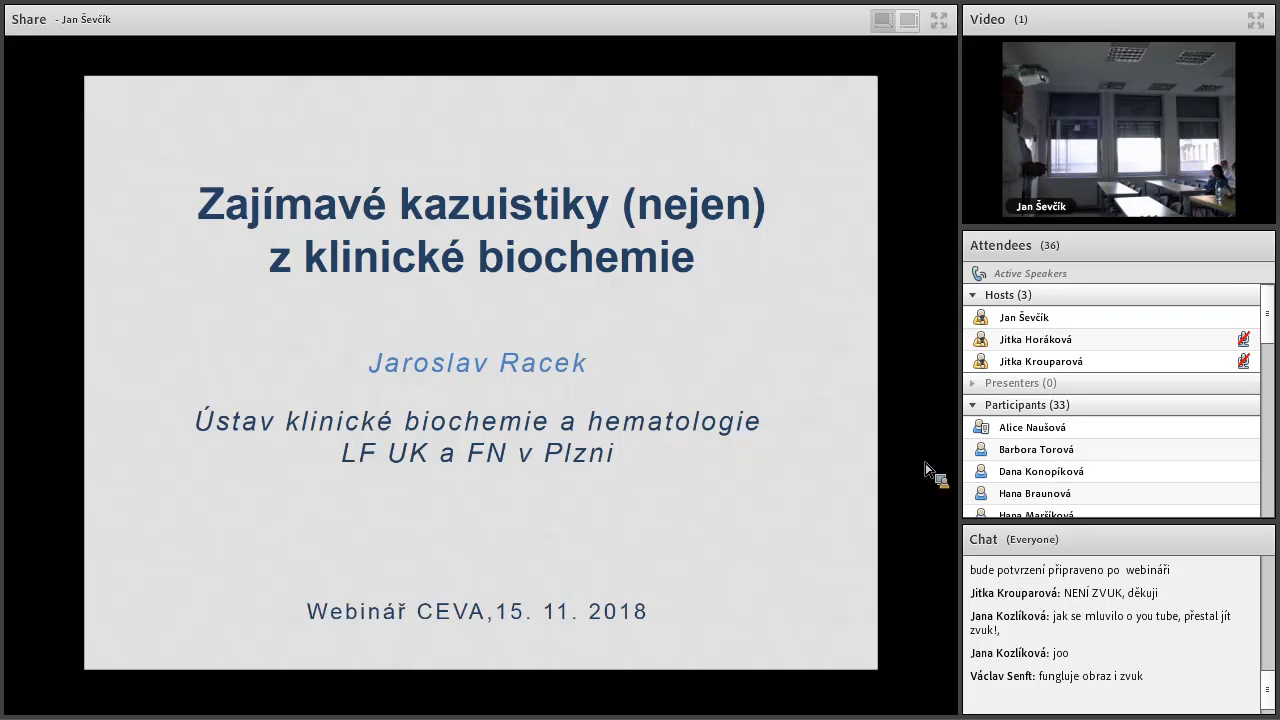 Share - Jan Ševčík
Zajímavé kazuistiky (nejen)
z klinické biochemie
Jaroslav Racek
Ústav klinické biochemie a hematologie
LF UK a FN v Plzni
Webinář CEVA,15. 11. 2018
Video (1)
Jan Ševčík
Attendees (36)
Active Speakers
Hosts (3)
Jan Ševčík
Jitka Horáková
Jitka Krouparová
Presenters (0)
Participants (33)
Alice Naušová
Barbora Torová
Dana Konopíková
Hana Braunová
Hana Maršíková
Chat (Everyone)
bude potvrzení připraveno po webináři
Jitka Krouparová: NENÍ ZVUK, děkuji
Jana Kozlíková: jak se mluvilo o you tube, přestal jít
zvuk!,
Jana Kozlíková: joo
Václav Senft: fungluje obraz i zvuk